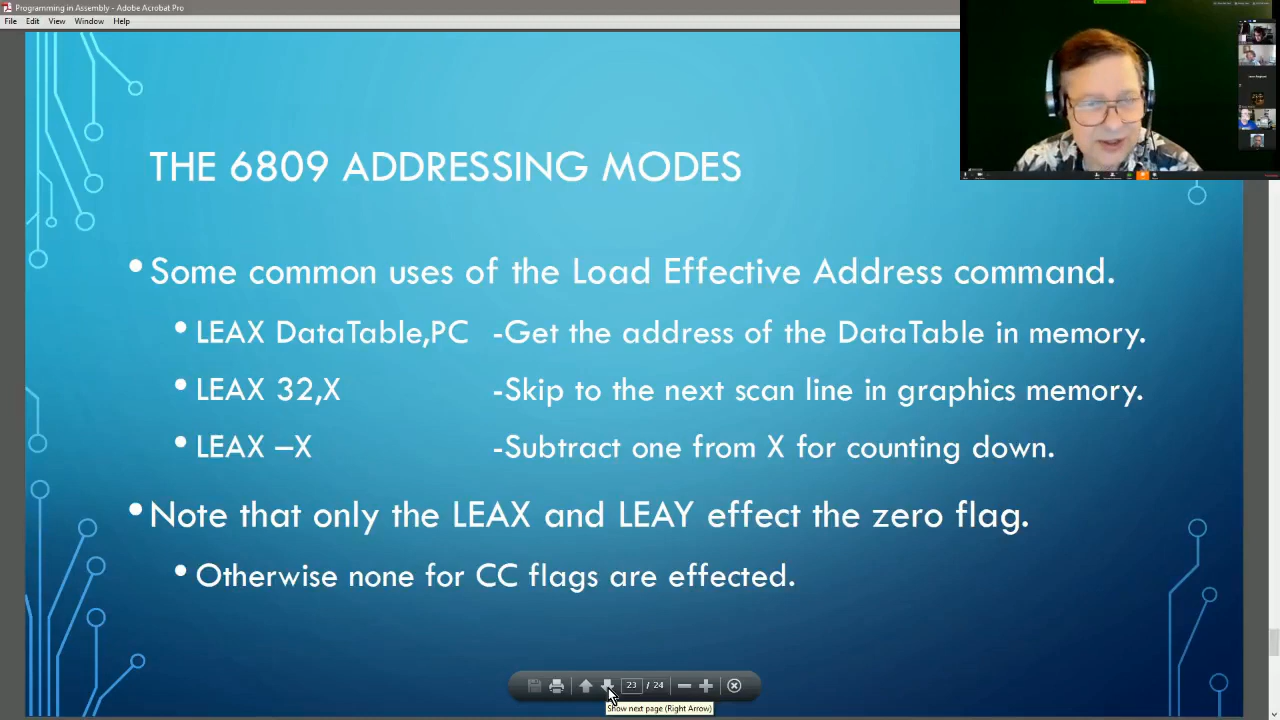 Programming in Assembly - Adobe Acrobat Pro
File Edit View Window Help
THE 6809 ADDRESSING MODES
• Some common uses of the Load Effective Address command.
• LEAX DataTable,PC -Get the address of the DataTable in memory.
• LEAX 32,X -Skip to the next scan line in graphics memory.
• LEAX –X -Subtract one from X for counting down.
• Note that only the LEAX and LEAY effect the zero flag.
• Otherwise none for CC flags are effected.
23 / 24
Show next page (Right Arrow)